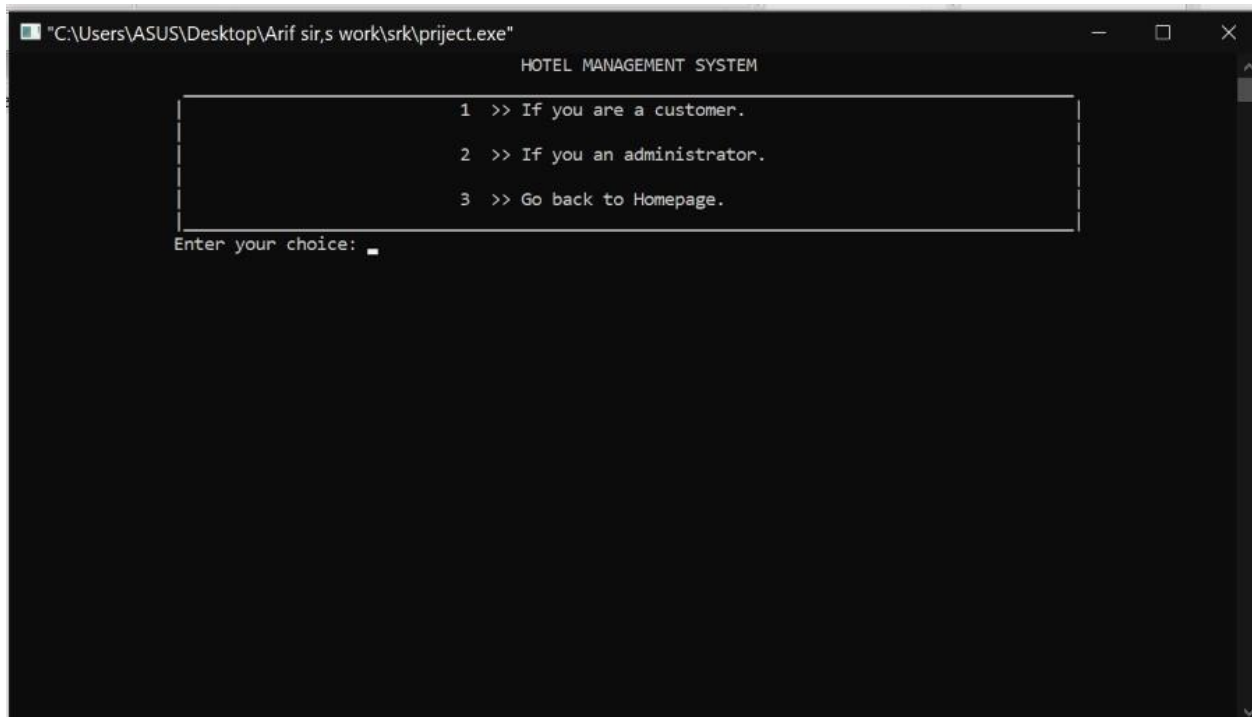 "C:\Users\ASUS\Desktop\Arif sir,s work\srk\priject.exe"
HOTEL MANAGEMENT SYSTEM
1 >> If you are a customer.
2 >> If you an administrator.
3 >> Go back to Homepage.
Enter your choice: